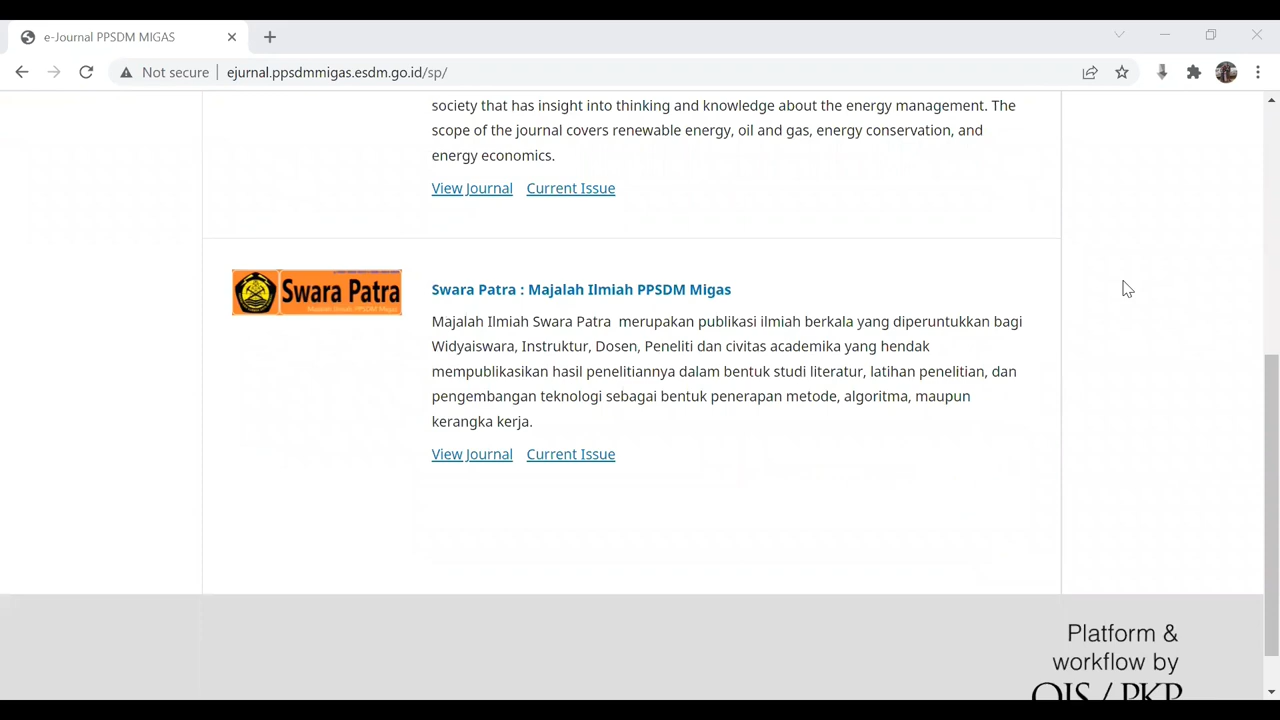 e-Journal PPSDM MIGAS
Not secure
ejurnal.ppsdmmigas.esdm.go.id/sp/
society that has insight into thinking and knowledge about the energy management. The
scope of the journal covers renewable energy, oil and gas, energy conservation, and
energy economics.
View Journal Current Issue
Swara Patra
Swara Patra : Majalah Ilmiah PPSDM Migas
Majalah Ilmiah Swara Patra merupakan publikasi ilmiah berkala yang diperuntukkan bagi
Widyaiswara, Instruktur, Dosen, Peneliti dan civitas academika yang hendak
mempublikasikan hasil penelitiannya dalam bentuk studi literatur, latihan penelitian, dan
pengembangan teknologi sebagai bentuk penerapan metode, algoritma, maupun
kerangka kerja.
View Journal Current Issue
Platform &
workflow by
OJS / PKP